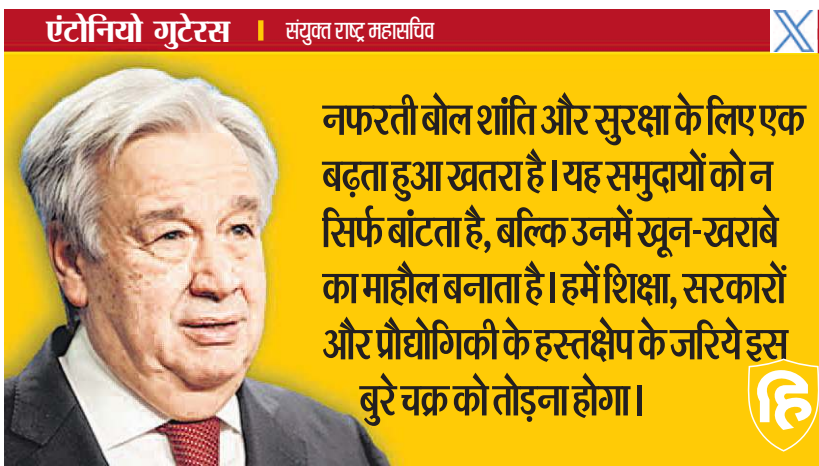 एंटोनियो गुटेरस | संयुक्त राष्ट्र महासचिव X
नफरती बोल शांति और सुरक्षा के लिए एक
बढ़ता हुआ खतरा है। यह समुदायों को न
सिर्फ बांटता है, बल्कि उनमें खून-खराबे
का माहौल बनाता है। हमें शिक्षा, सरकारों
और प्रौद्योगिकी के हस्तक्षेप के जरिये इस
बुरे चक्र को तोड़ना होगा।
हि